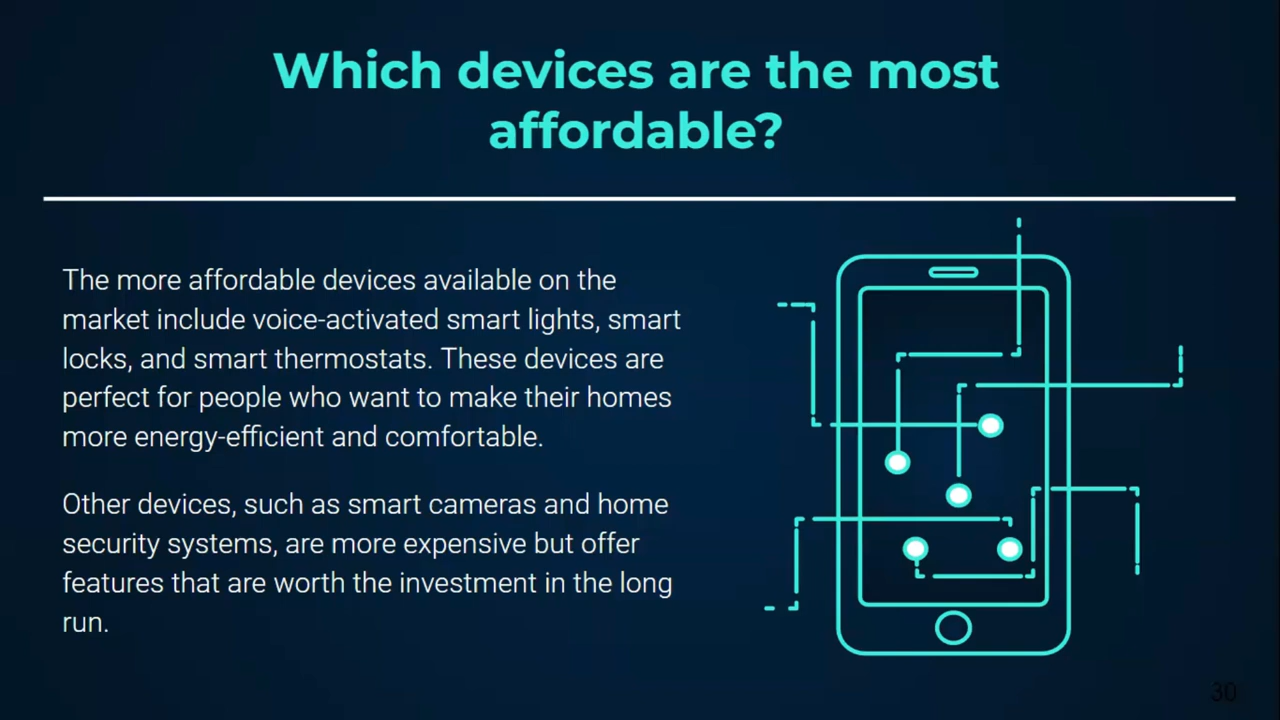 Which devices are the most
affordable?
The more affordable devices available on the
market include voice-activated smart lights, smart
locks, and smart thermostats. These devices are
perfect for people who want to make their homes
more energy-efficient and comfortable.
Other devices, such as smart cameras and home
security systems, are more expensive but offer
features that are worth the investment in the long
run.
30